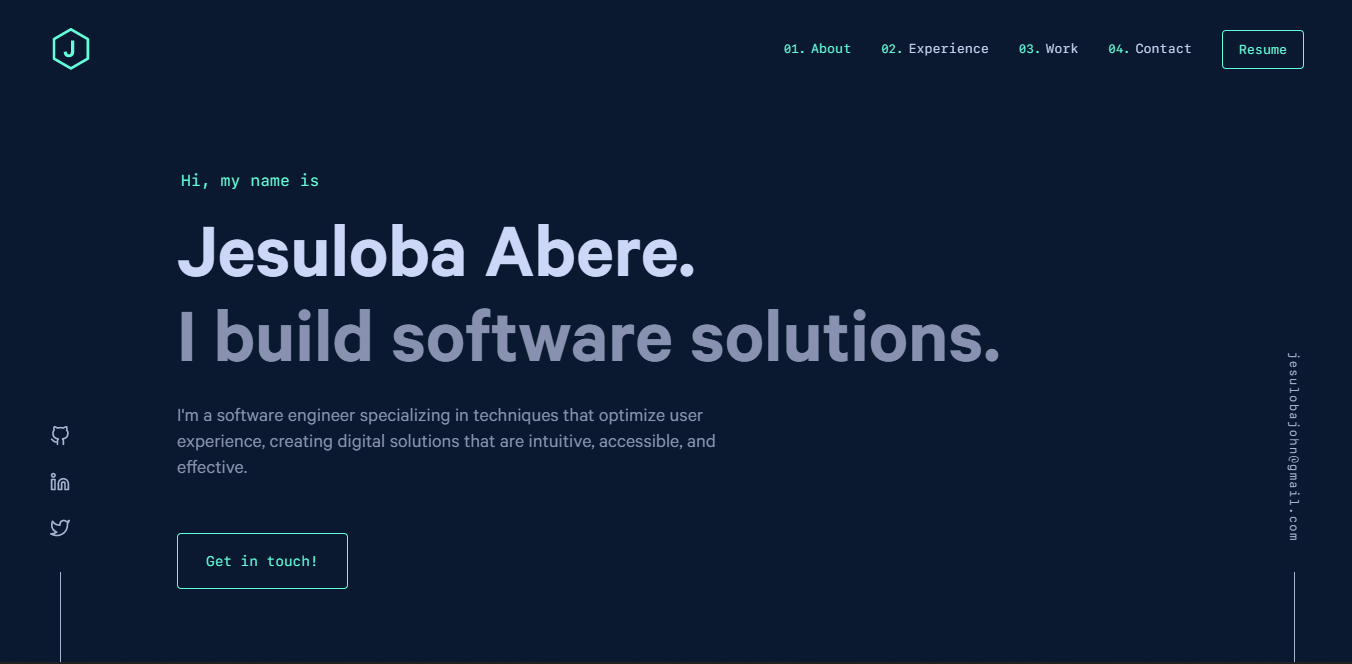 J
01. About
02. Experience
03. Work
04. Contact
Resume
Hi, my name is
Jesuloba Abere.
I build software solutions.
I'm a software engineer specializing in techniques that optimize user
experience, creating digital solutions that are intuitive, accessible, and
effective.
in
Get in touch!
jesulobajohn@gmail.com